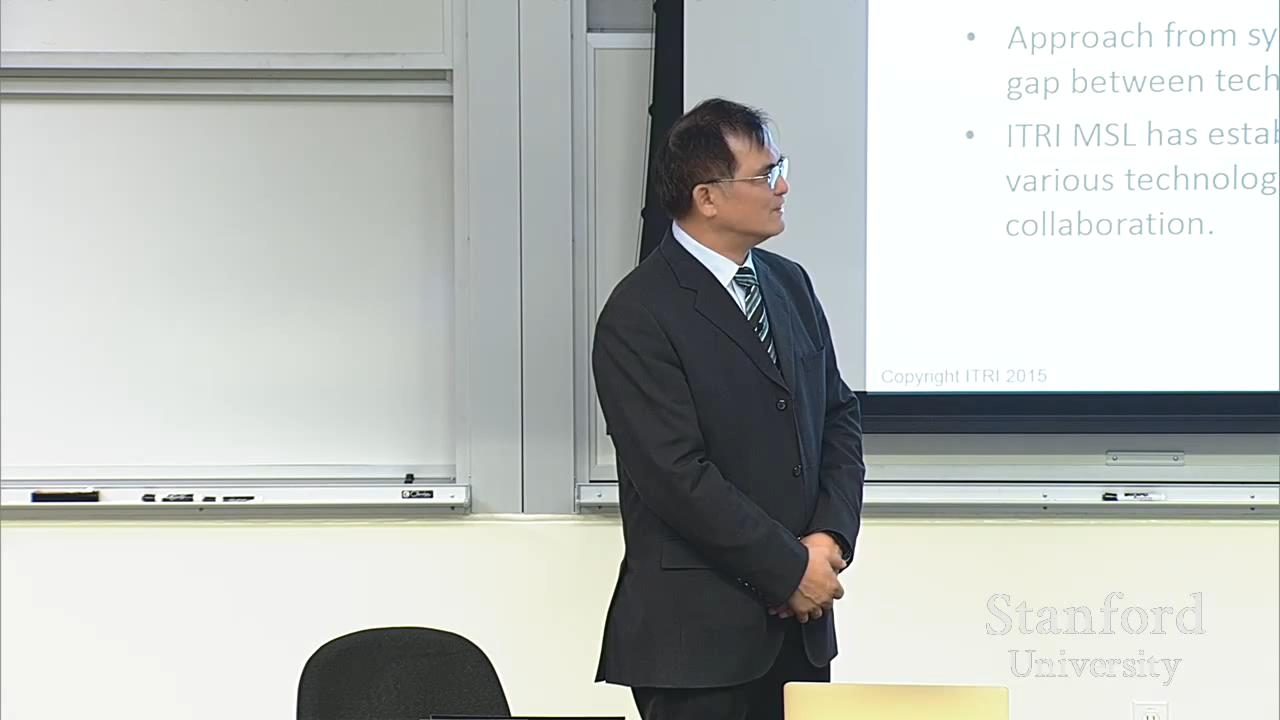 • Approach from sy
gap between tech
• ITRI MSL has estab
various technolog
collaboration.
Copyright ITRI 2015
Stanford
University